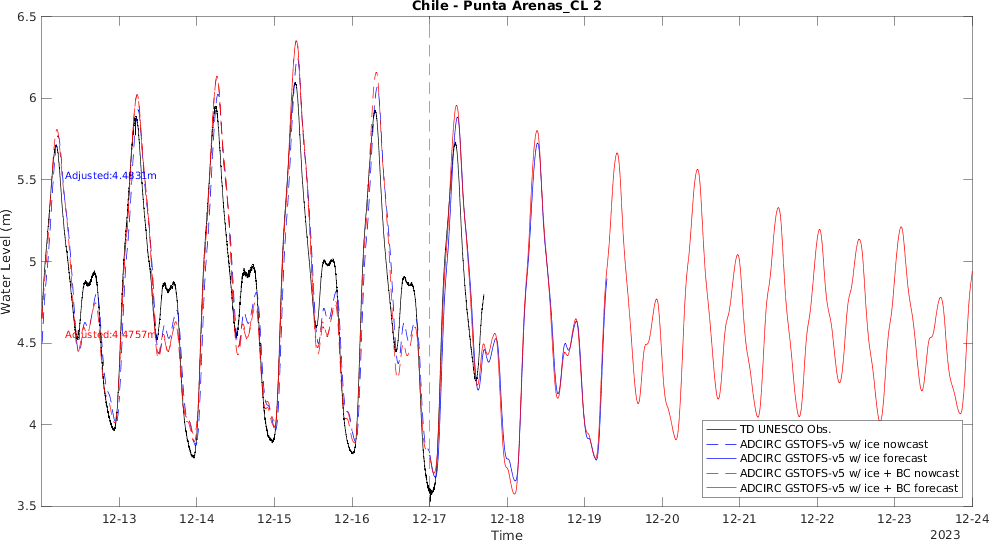 Chile - Punta Arenas_CL 2
Water Level (m)
6.5
6
5.5
5
4.5
4
3.5
Adjusted:4.4831m
Adjusted:4.4757m
TD UNESCO Obs.
ADCIRC GSTOFS-v5 w/ ice nowcast
ADCIRC GSTOFS-v5 w/ ice forecast
ADCIRC GSTOFS-v5 w/ ice + BC nowcast
ADCIRC GSTOFS-v5 w/ ice + BC forecast
12-13 12-14 12-15 12-16 12-17 12-18 12-19 12-20 12-21 12-22 12-23 12-24
Time
2023